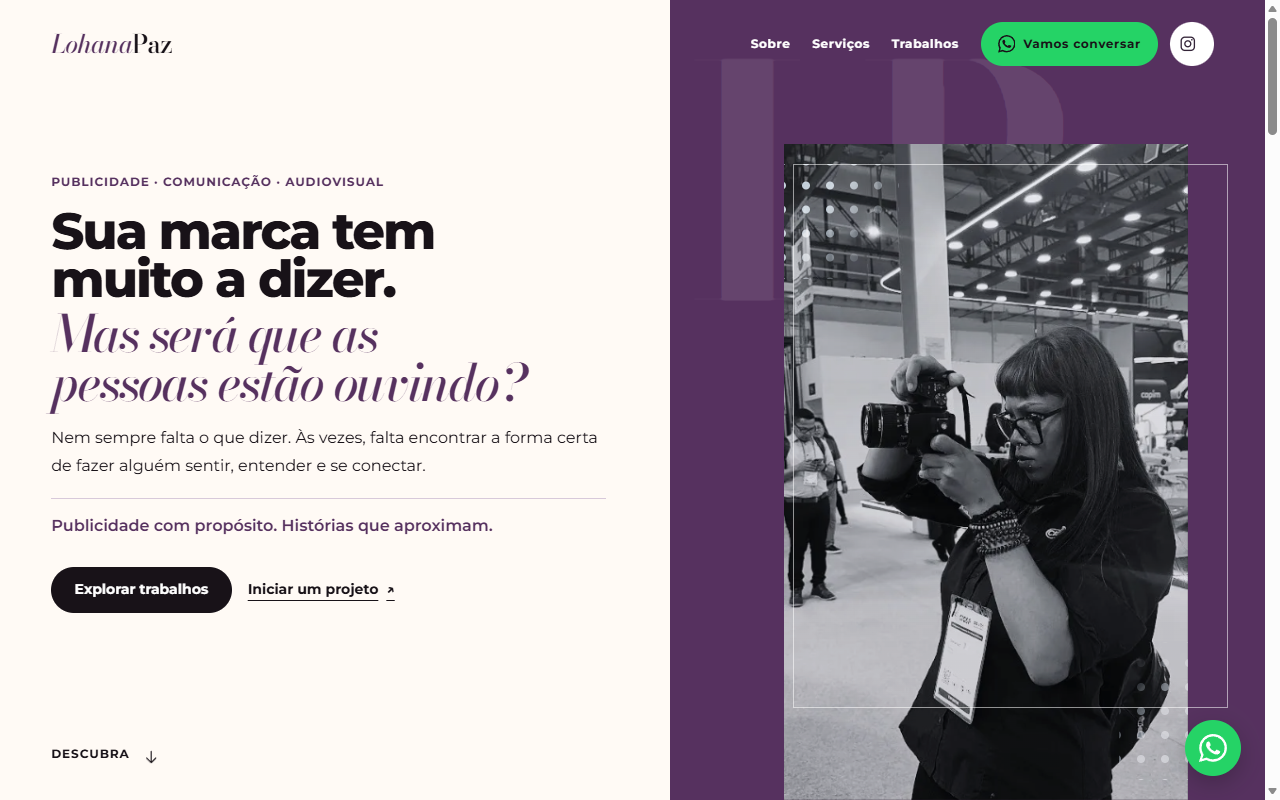 LohanaPaz
Sobre Serviços Trabalhos Vamos conversar
PUBLICIDADE · COMUNICAÇÃO · AUDIOVISUAL
Sua marca tem
muito a dizer.
Mas será que as
pessoas estão ouvindo?
Nem sempre falta o que dizer. Às vezes, falta encontrar a forma certa
de fazer alguém sentir, entender e se conectar.
Publicidade com propósito. Histórias que aproximam.
Explorar trabalhos Iniciar um projeto ↗
DESCUBRA ↓
capim